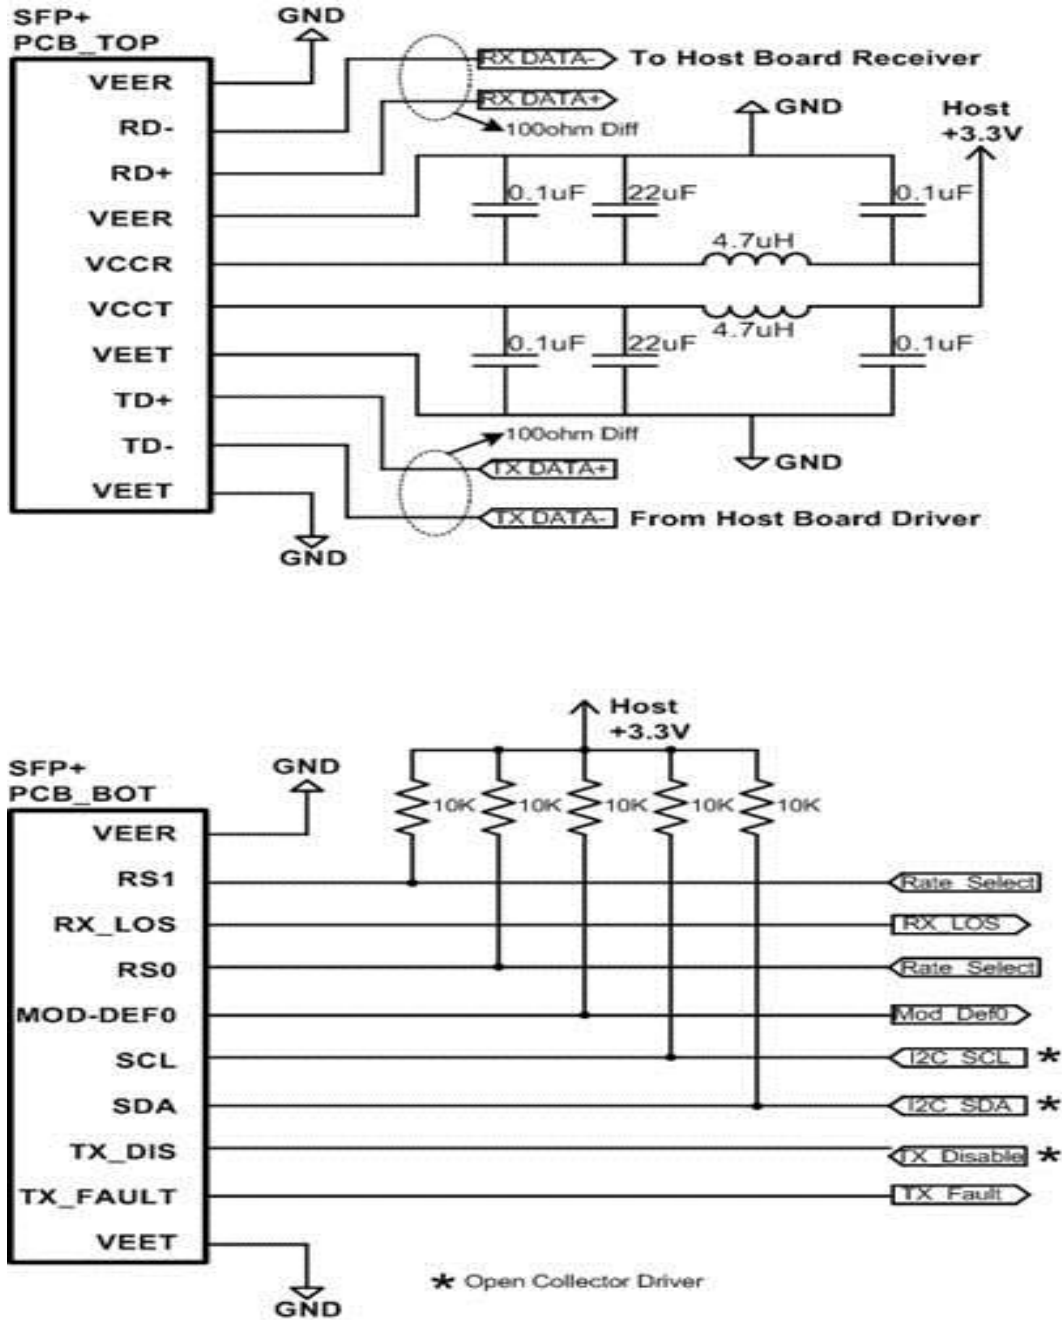 SFP+
PCB_TOP
GND
VEER
RD-
RD+
VEER
VCCR
VCCT
VEET
TD+
TD-
VEET
GND
RX DATA- To Host Board Receiver
RX DATA+
100ohm Diff
GND
Host
+3.3V
0.1uF 22uF 0.1uF
4.7uH
4.7uH
0.1uF 22uF 0.1uF
100ohm Diff
GND
TX DATA+
TX DATA- From Host Board Driver
Host
+3.3V
SFP+
PCB_BOT
GND
10K 10K 10K 10K 10K
VEER
RS1 Rate Select
RX_LOS RX LOS
RS0 Rate Select
MOD-DEF0 Mod Def0
SCL I2C SCL *
SDA I2C SDA *
TX_DIS TX Disable *
TX_FAULT TX Fault
VEET
GND
* Open Collector Driver